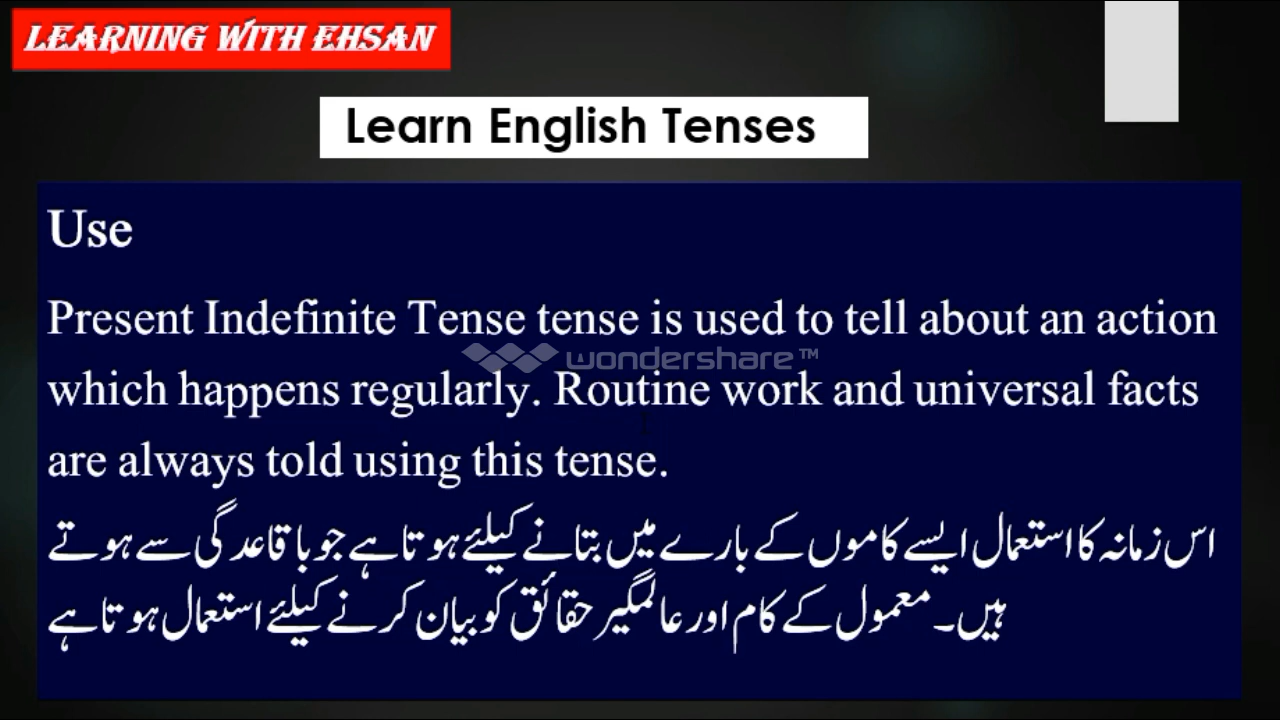 LEARNING WITH EHSAN
Learn English Tenses
Use
Present Indefinite Tense tense is used to tell about an action
wondershare™
which happens regularly. Routine work and universal facts
are always told using this tense.
اس زمانہ کا استعمال ایسے کاموں کے بارے میں بتانے کیلئے ہوتا ہے جو باقاعدگی سے ہوتے
ہیں۔ معمول کے کام اور عالمگیر حقائق کو بیان کرنے کیلئے استعمال ہوتا ہے